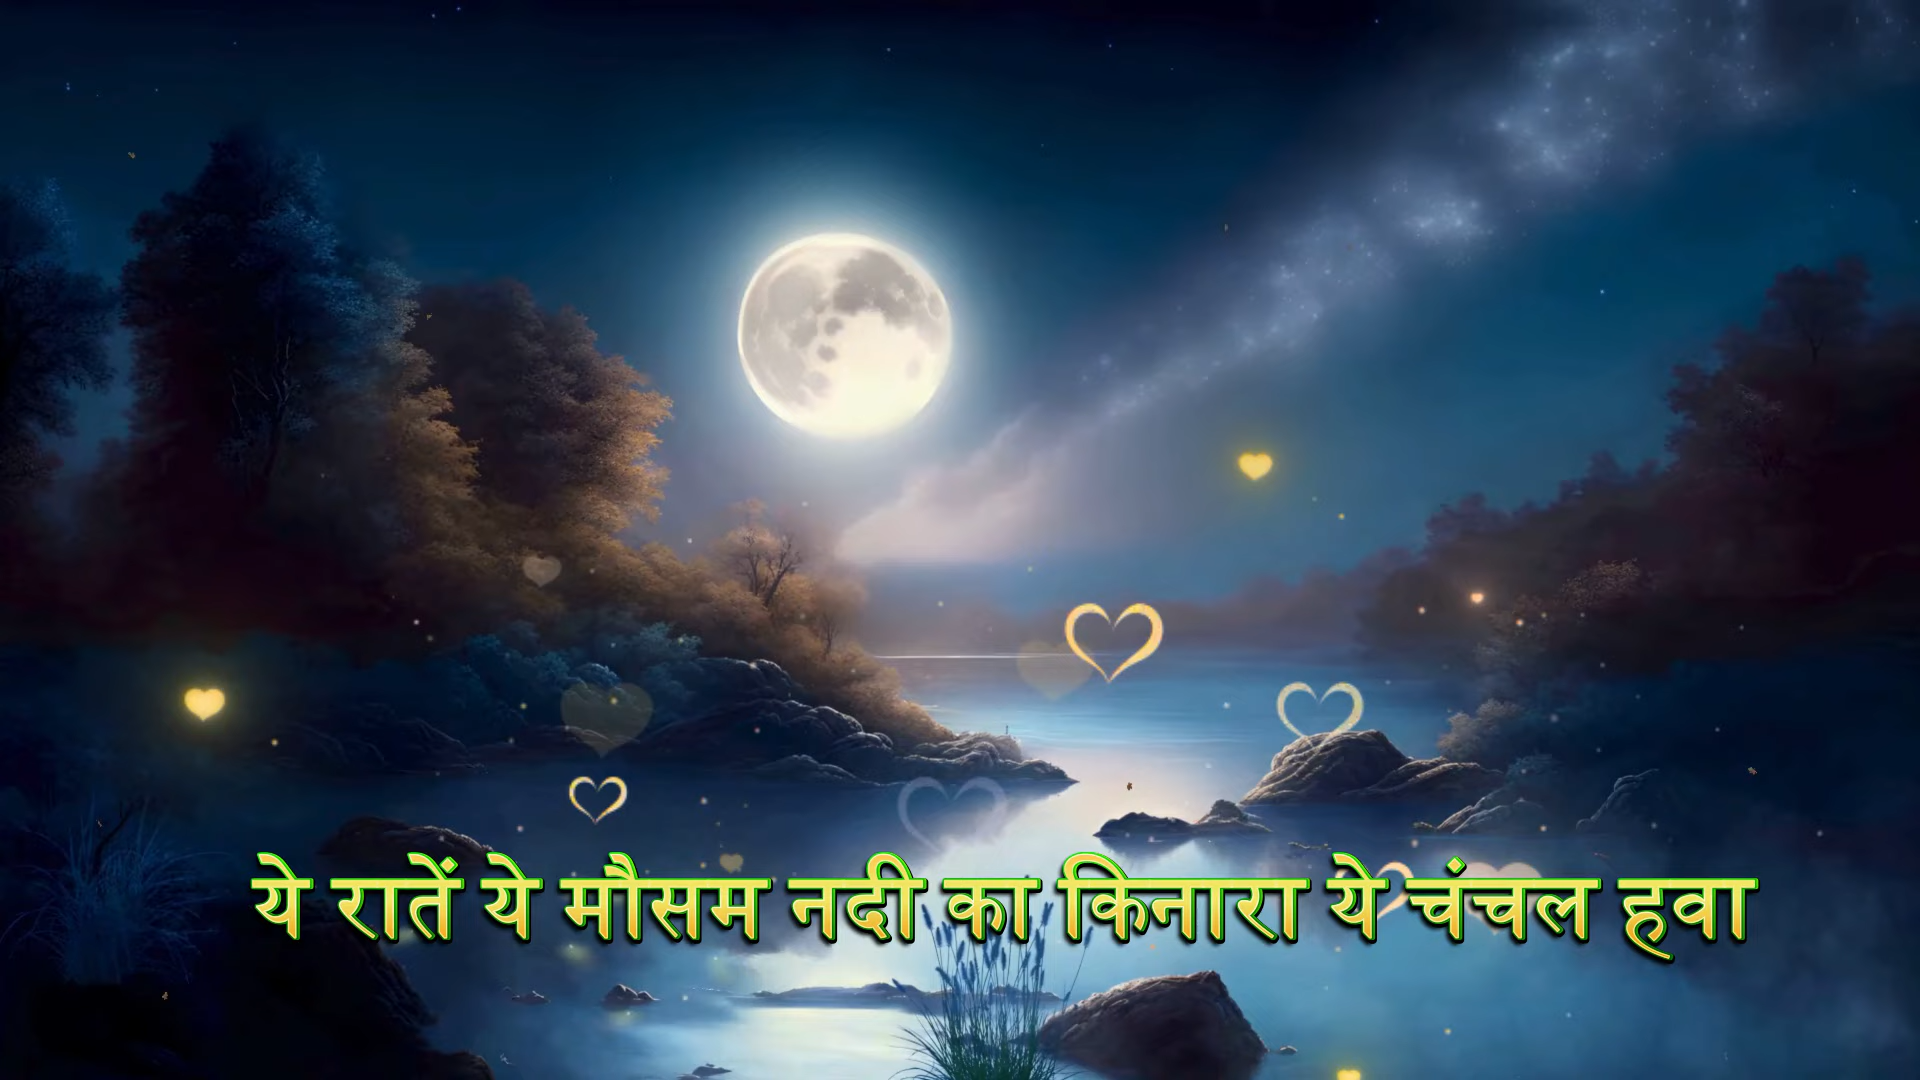 ये रातें ये मौसम नदी का किनारा ये चंचल हवा